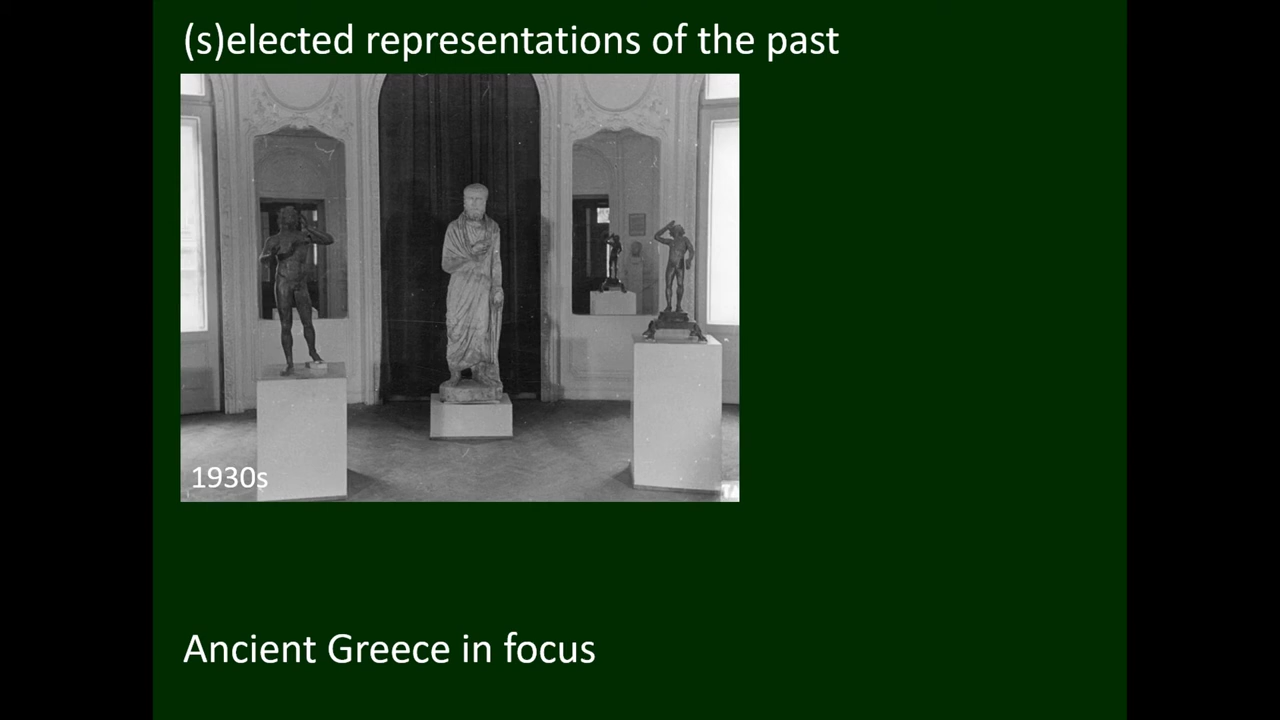 (s)elected representations of the past
1930s
Ancient Greece in focus